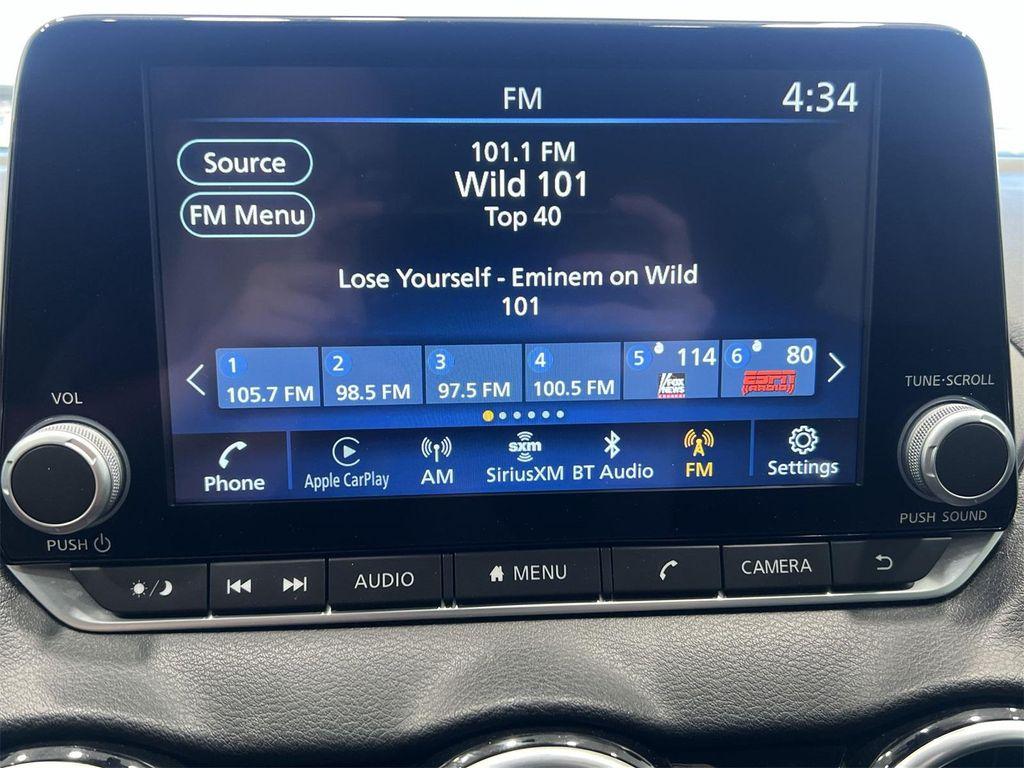 FM
4:34
Source
FM Menu
101.1 FM
Wild 101
Top 40
Lose Yourself - Eminem on Wild
101
1
105.7 FM
2
98.5 FM
3
97.5 FM
4
100.5 FM
5
114
FOX
NEWS
6
80
ESPN
RADIO
VOL
PUSH
TUNE·SCROLL
PUSH SOUND
Phone
Apple CarPlay
AM
sxm
SiriusXM
BT Audio
FM
Settings
AUDIO
MENU
CAMERA